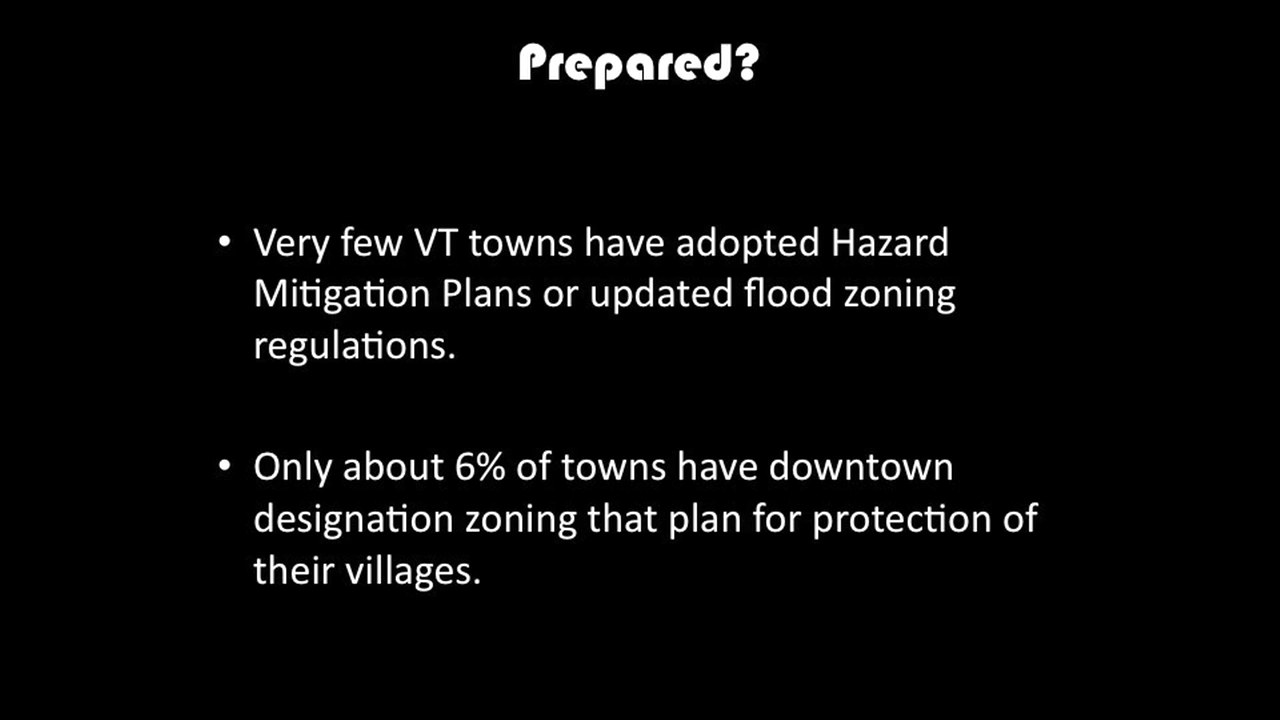 Prepared?
• Very few VT towns have adopted Hazard
Mitigation Plans or updated flood zoning
regulations.
• Only about 6% of towns have downtown
designation zoning that plan for protection of
their villages.